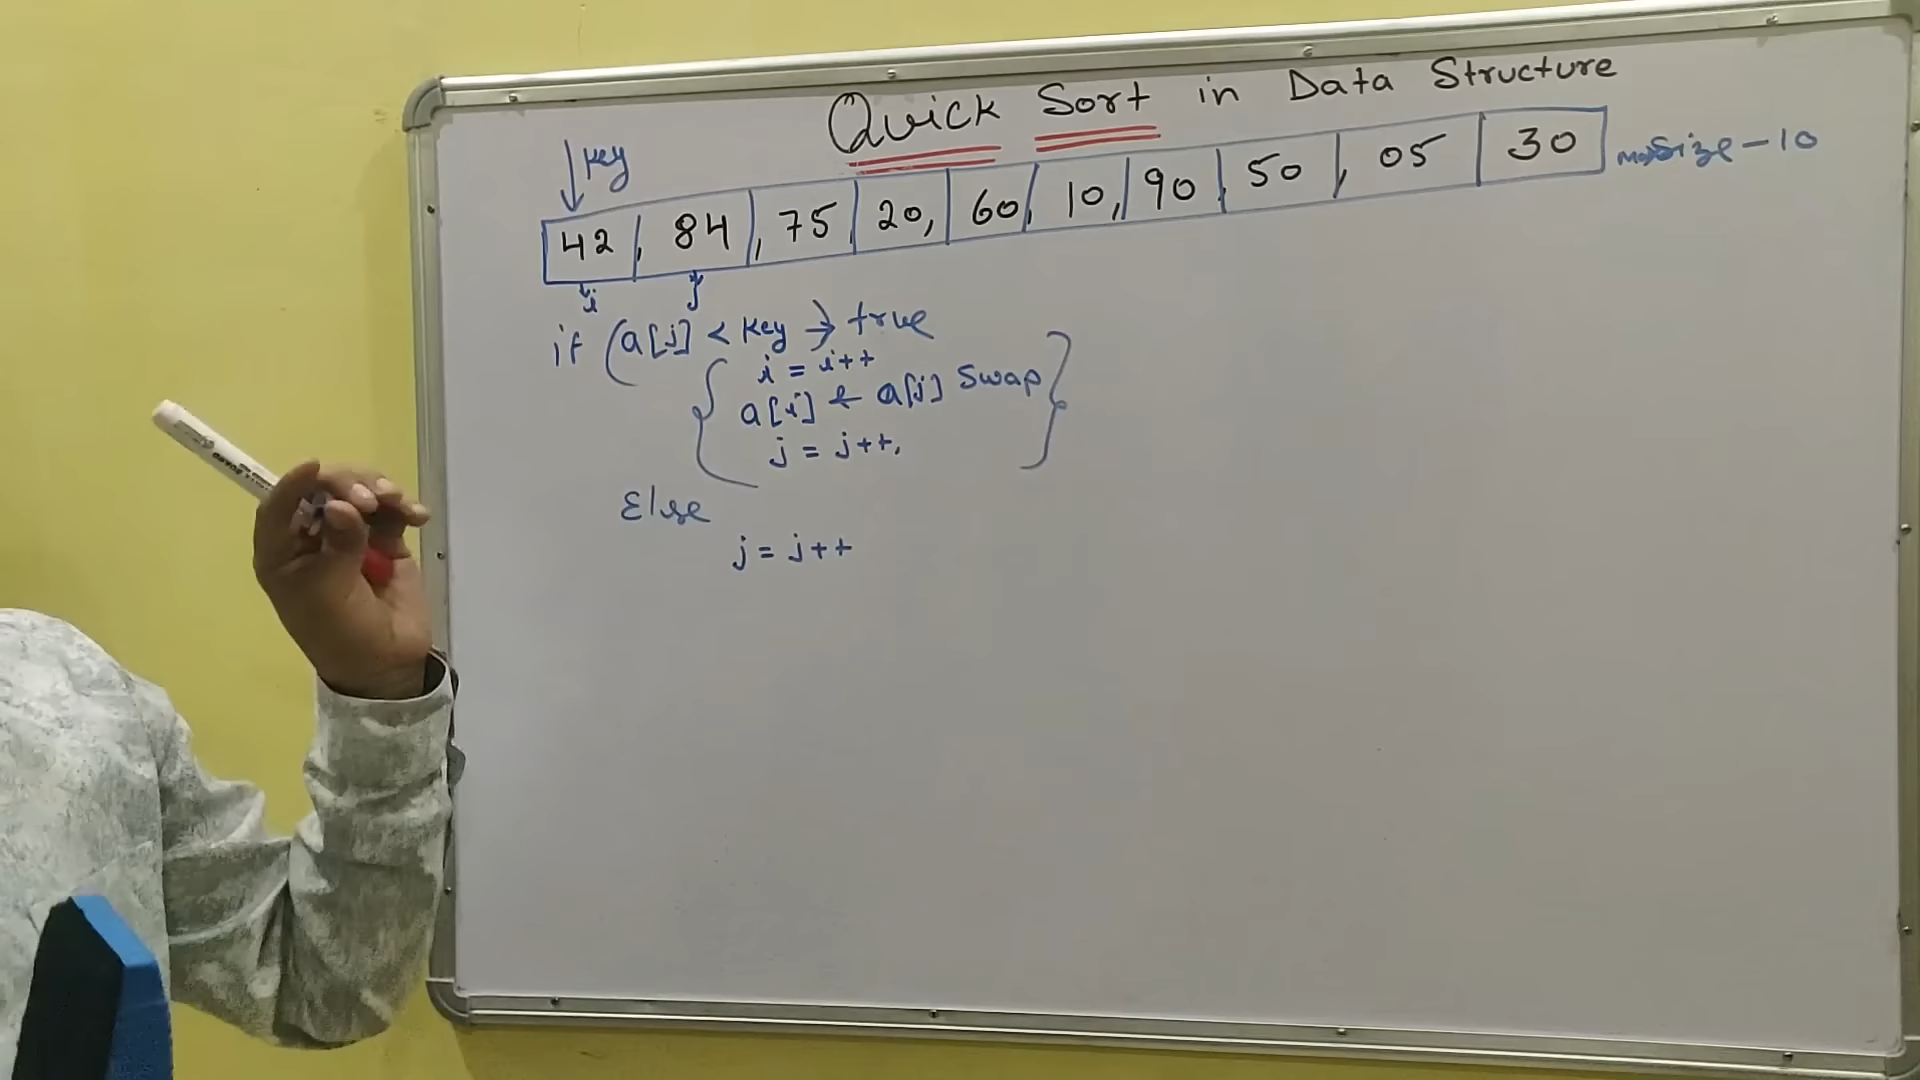 Quick Sort in Data Structure
key
42, 84, 75, 20, 60, 10, 90, 50, 05 30 Size - 10
i j
if (a[j] < key → true
i = i++
a[i] ← a[j] Swap
j = j++,
Else
j = j++